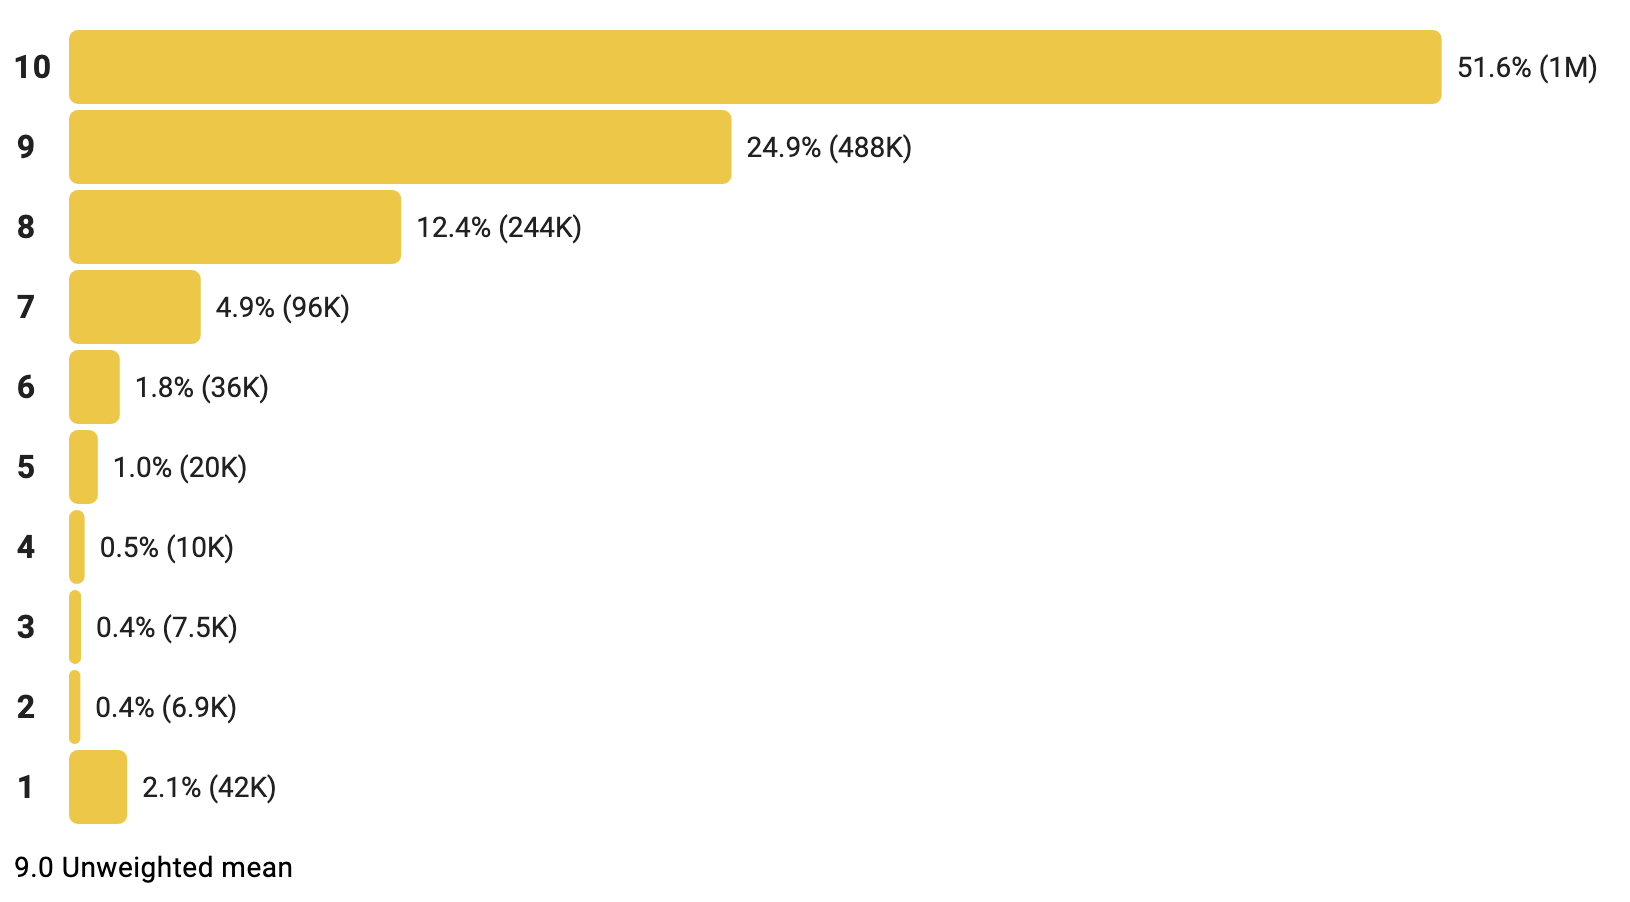 10 51.6% (1M)
9 24.9% (488K)
8 12.4% (244K)
7 4.9% (96K)
6 1.8% (36K)
5 1.0% (20K)
4 0.5% (10K)
3 0.4% (7.5K)
2 0.4% (6.9K)
1 2.1% (42K)
9.0 Unweighted mean